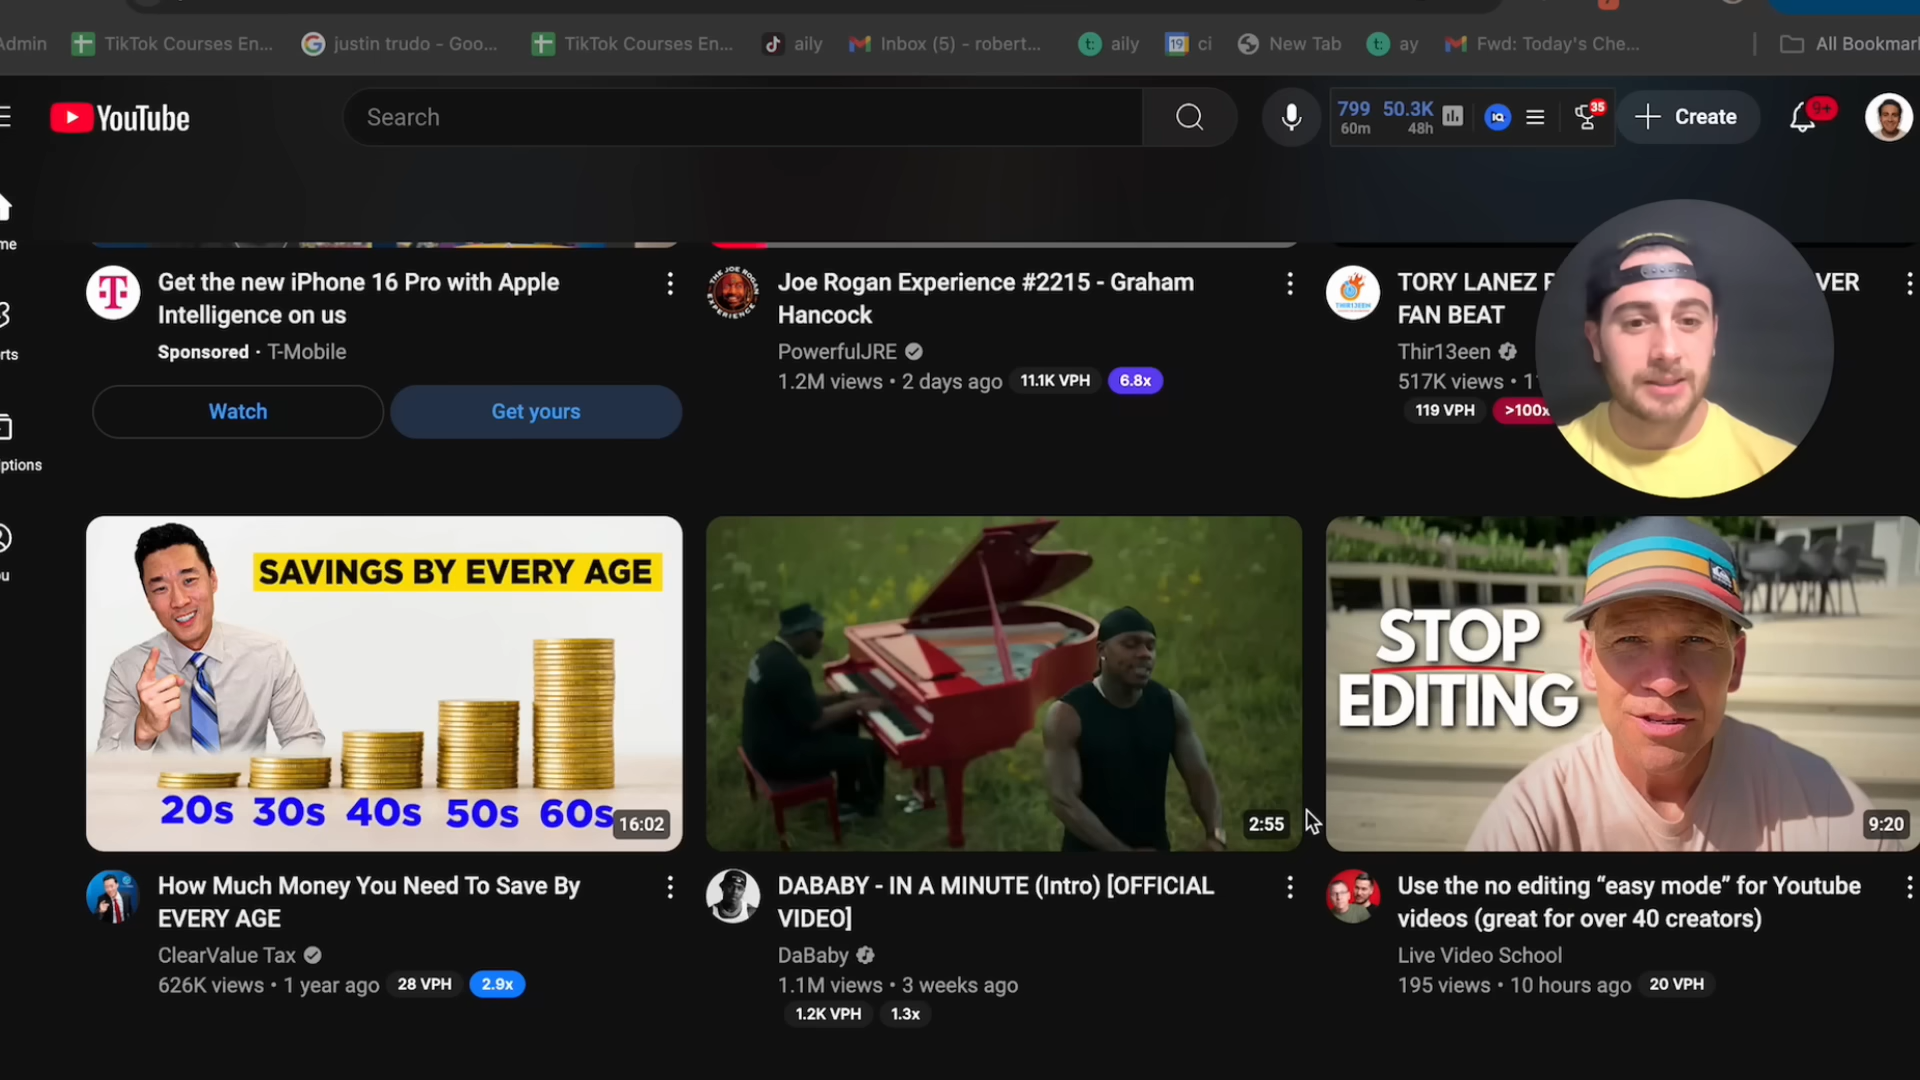 Admin
TikTok Courses En...
justin trudo - Goo...
TikTok Courses En...
aily
Inbox (5) - robert...
aily
ci
New Tab
ay
Fwd: Today's Che...
All Bookmar
YouTube
Search
799 50.3K
60m 48h
IQ
35
Create
9+
me
rts
iptions
u
Get the new iPhone 16 Pro with Apple
Intelligence on us
Sponsored · T-Mobile
Watch
Get yours
Joe Rogan Experience #2215 - Graham
Hancock
PowerfulJRE
1.2M views • 2 days ago 11.1K VPH 6.8x
TORY LANEZ VER
FAN BEAT
Thir13een
517K views • 1
119 VPH >100x
SAVINGS BY EVERY AGE
20s 30s 40s 50s 60s
16:02
How Much Money You Need To Save By
EVERY AGE
ClearValue Tax
626K views • 1 year ago 28 VPH 2.9x
2:55
DABABY - IN A MINUTE (Intro) [OFFICIAL
VIDEO]
DaBaby
1.1M views • 3 weeks ago
1.2K VPH 1.3x
STOP
EDITING
9:20
Use the no editing “easy mode” for Youtube
videos (great for over 40 creators)
Live Video School
195 views • 10 hours ago 20 VPH